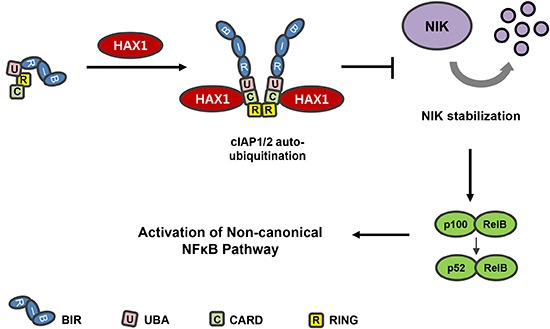 HAX1
B I R
U
R
C
B I R
B I R
U U
HAX1 C C HAX1
R R
cIAP1/2 auto-
ubiquitination
NIK
NIK stabilization
p100 RelB
p52 RelB
Activation of Non-canonical
NFκB Pathway
B I R BIR
U UBA
C CARD
R RING